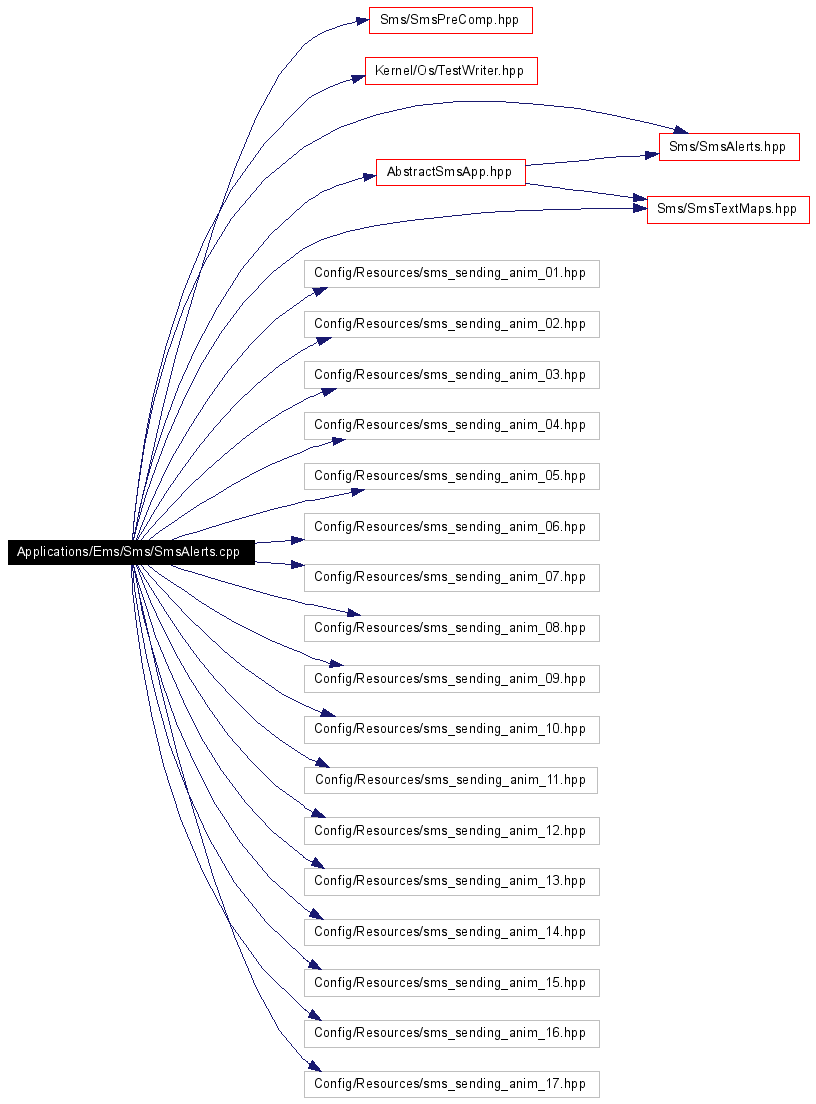 Sms/SmsPreComp.hpp
Kernel/Os/TestWriter.hpp
Sms/SmsAlerts.hpp
AbstractSmsApp.hpp
Sms/SmsTextMaps.hpp
Config/Resources/sms_sending_anim_01.hpp
Config/Resources/sms_sending_anim_02.hpp
Config/Resources/sms_sending_anim_03.hpp
Config/Resources/sms_sending_anim_04.hpp
Config/Resources/sms_sending_anim_05.hpp
Config/Resources/sms_sending_anim_06.hpp
Applications/Ems/Sms/SmsAlerts.cpp
Config/Resources/sms_sending_anim_07.hpp
Config/Resources/sms_sending_anim_08.hpp
Config/Resources/sms_sending_anim_09.hpp
Config/Resources/sms_sending_anim_10.hpp
Config/Resources/sms_sending_anim_11.hpp
Config/Resources/sms_sending_anim_12.hpp
Config/Resources/sms_sending_anim_13.hpp
Config/Resources/sms_sending_anim_14.hpp
Config/Resources/sms_sending_anim_15.hpp
Config/Resources/sms_sending_anim_16.hpp
Config/Resources/sms_sending_anim_17.hpp